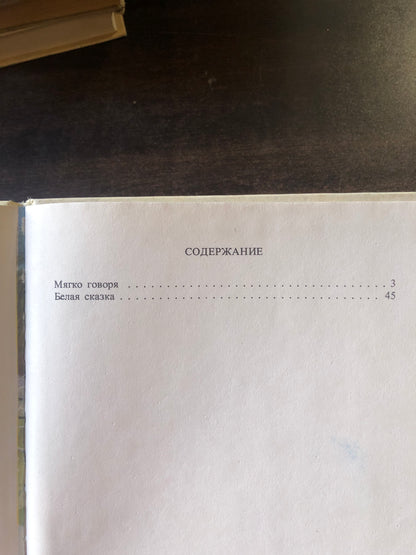 СОДЕРЖАНИЕ
Мягко говоря . . . . . . . . . . . . . . . . . . . . . . . . . . . . . . . . . . . 3
Белая сказка . . . . . . . . . . . . . . . . . . . . . . . . . . . . . . . . . . . 45